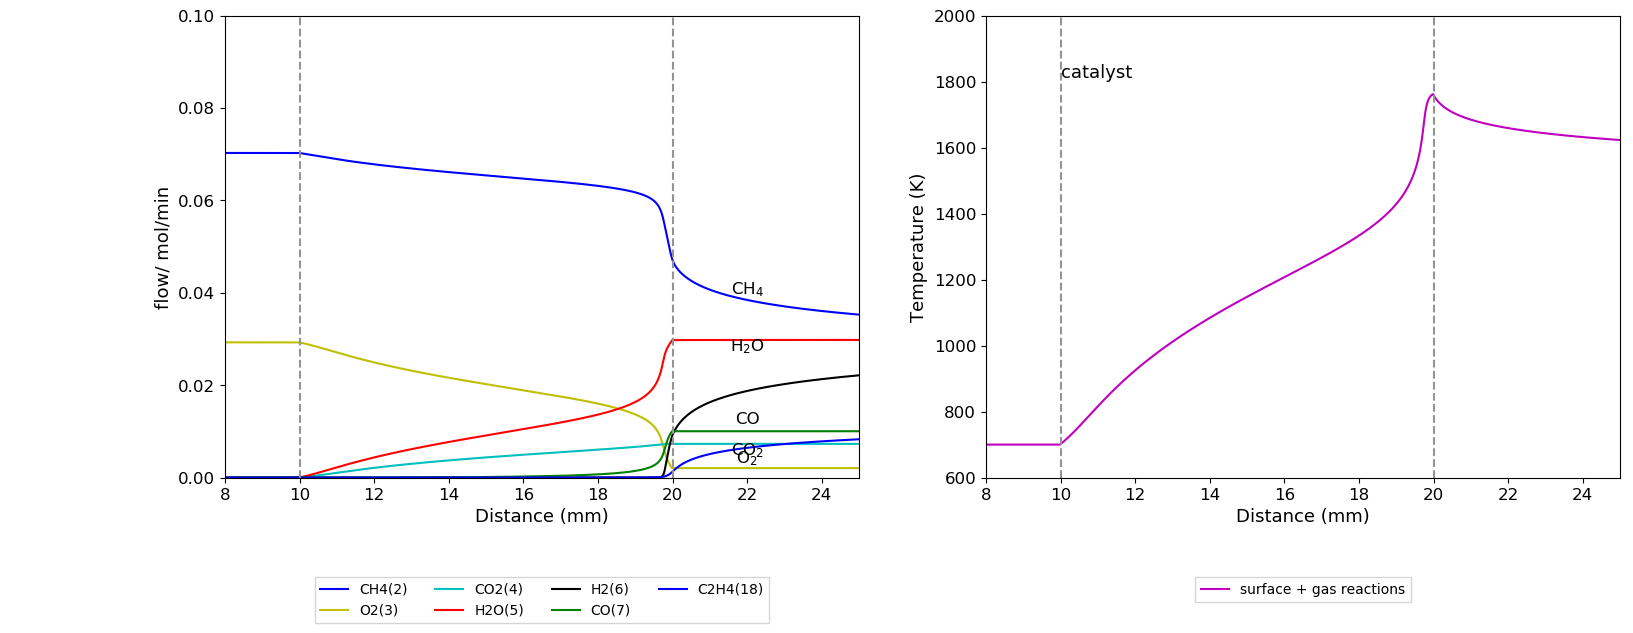 0.10
0.08
0.06
0.04
0.02
0.00
flow/ mol/min
CH₄
H₂O
CO
CO₂
O₂
8 10 12 14 16 18 20 22 24
Distance (mm)
CH4(2) CO2(4) H2(6) C2H4(18)
O2(3) H2O(5) CO(7)
2000
1800
1600
1400
1200
1000
800
600
Temperature (K)
catalyst
8 10 12 14 16 18 20 22 24
Distance (mm)
surface + gas reactions